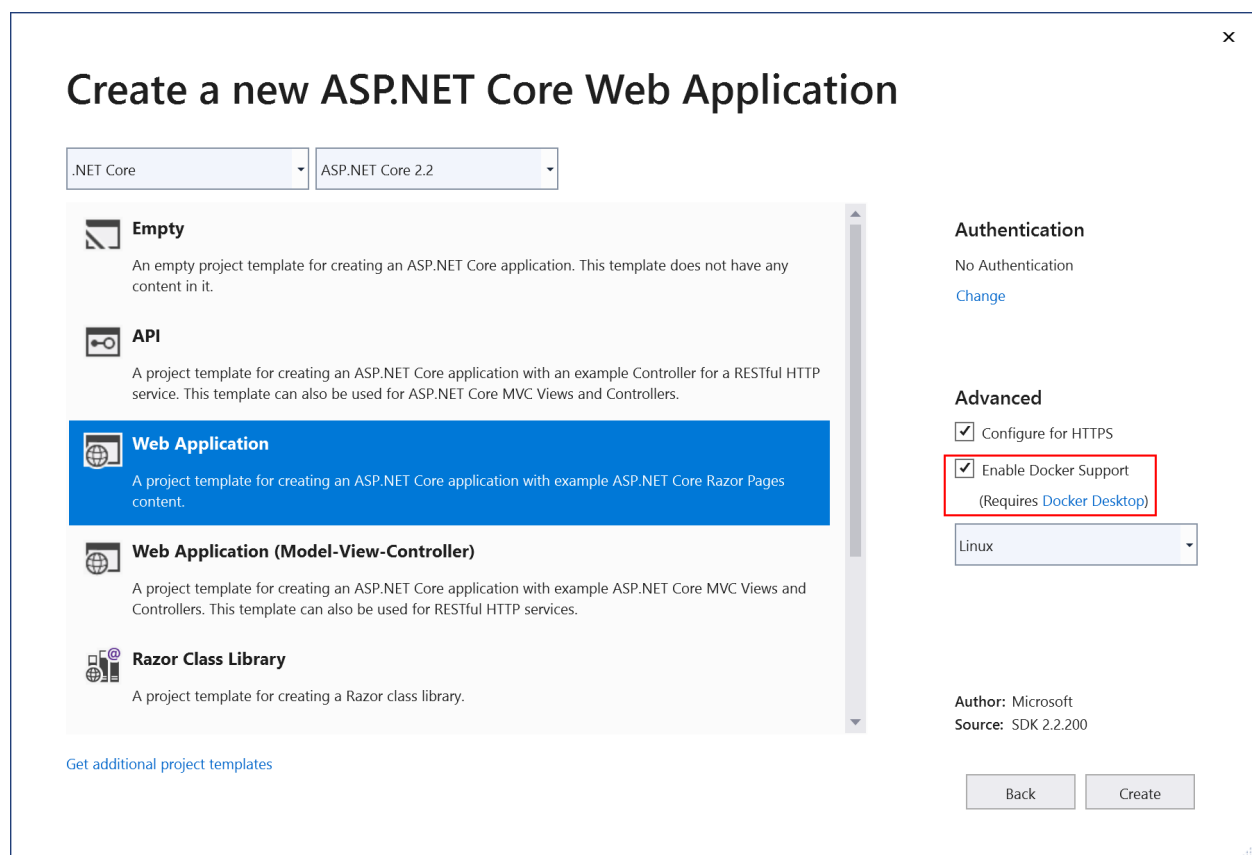 Create a new ASP.NET Core Web Application
.NET Core
ASP.NET Core 2.2
Empty
An empty project template for creating an ASP.NET Core application. This template does not have any
content in it.
API
A project template for creating an ASP.NET Core application with an example Controller for a RESTful HTTP
service. This template can also be used for ASP.NET Core MVC Views and Controllers.
Web Application
A project template for creating an ASP.NET Core application with example ASP.NET Core Razor Pages
content.
Web Application (Model-View-Controller)
A project template for creating an ASP.NET Core application with example ASP.NET Core MVC Views and
Controllers. This template can also be used for RESTful HTTP services.
Razor Class Library
A project template for creating a Razor class library.
Get additional project templates
Authentication
No Authentication
Change
Advanced
Configure for HTTPS
Enable Docker Support
(Requires Docker Desktop)
Linux
Author: Microsoft
Source: SDK 2.2.200
Back
Create